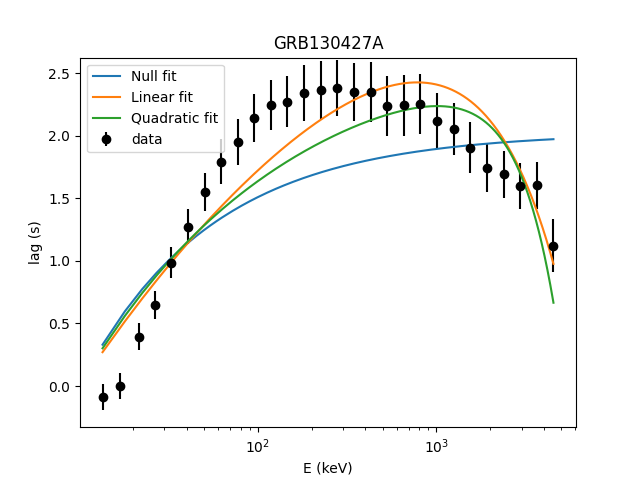 GRB130427A
Null fit
Linear fit
Quadratic fit
data
lag (s)
2.5
2.0
1.5
1.0
0.5
0.0
10²
10³
E (keV)